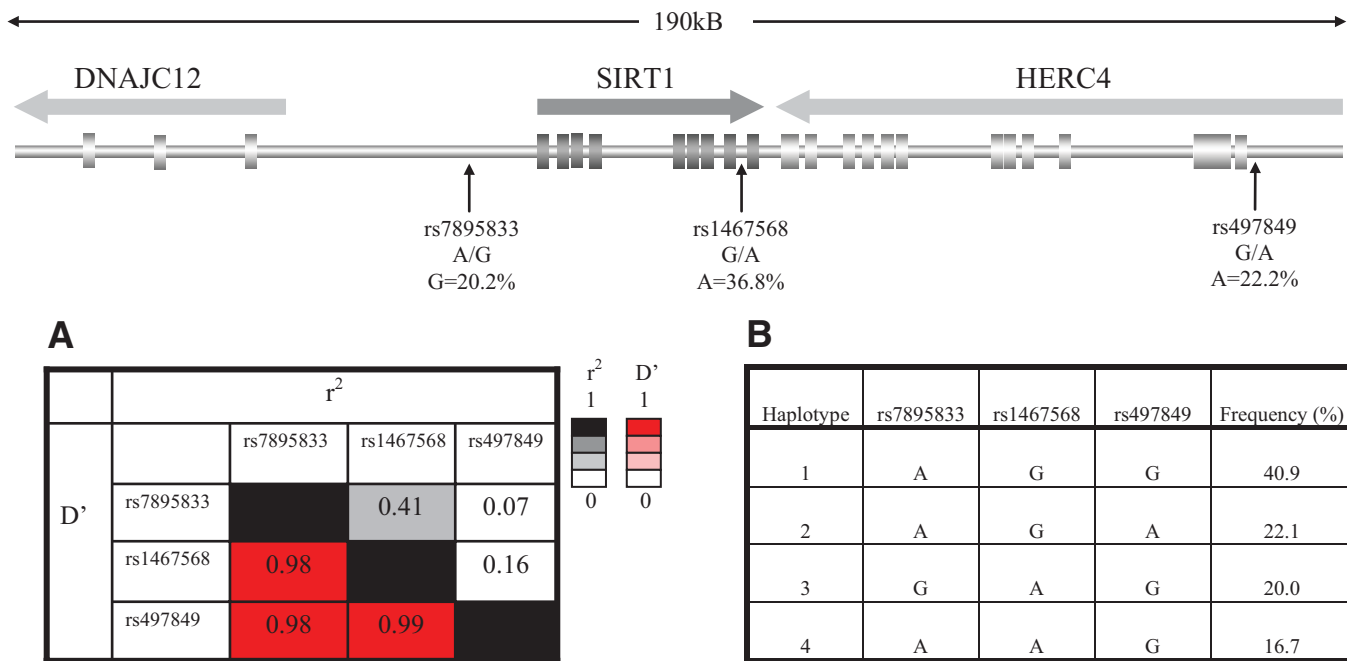 190kB
DNAJC12 SIRT1 HERC4
rs7895833 rs1467568 rs497849
A/G G/A G/A
G=20.2% A=36.8% A=22.2%
A
r² D'
1 1
0 0
r²
rs7895833 rs1467568 rs497849
D'
rs7895833 0.41 0.07
rs1467568 0.98 0.16
rs497849 0.98 0.99
B
Haplotype rs7895833 rs1467568 rs497849 Frequency (%)
1 A G G 40.9
2 A G A 22.1
3 G A G 20.0
4 A A G 16.7